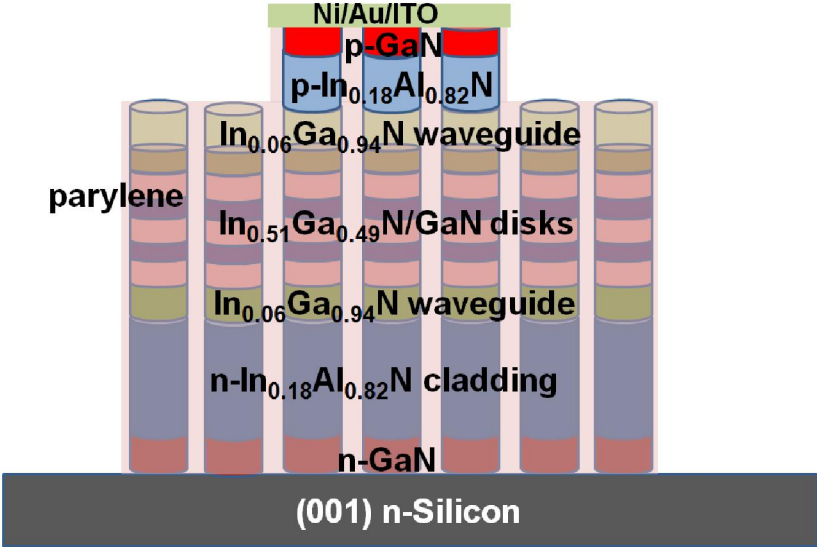 Ni/Au/ITO
p-GaN
p-In₀.₁₈Al₀.₈₂N
In₀.₀₆Ga₀.₉₄N waveguide
parylene
In₀.₅₁Ga₀.₄₉N/GaN disks
In₀.₀₆Ga₀.₉₄N waveguide
n-In₀.₁₈Al₀.₈₂N cladding
n-GaN
(001) n-Silicon